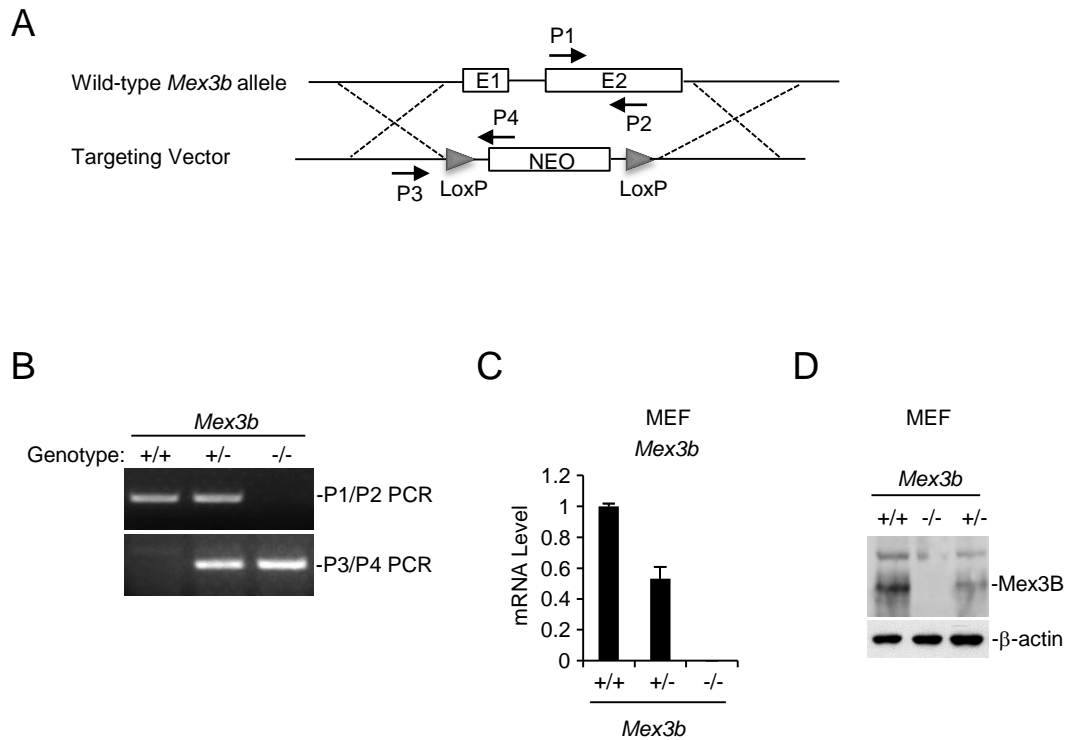 A
P1
Wild-type Mex3b allele
E1
E2
P4
P2
Targeting Vector
NEO
P3
LoxP
LoxP
B
Mex3b
Genotype: +/+ +/- -/-
-P1/P2 PCR
-P3/P4 PCR
C
MEF
Mex3b
mRNA Level
1.2
1
0.8
0.6
0.4
0.2
0
+/+ +/- -/-
Mex3b
D
MEF
Mex3b
+/+ -/- +/-
-Mex3B
-β-actin